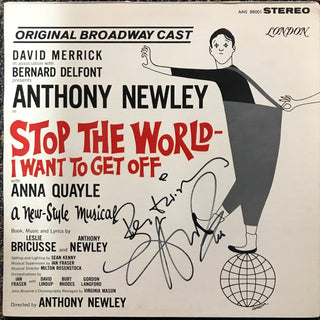 AMS 88001 STEREO
ORIGINAL BROADWAY CAST
LONDON
DAVID MERRICK
in association with
BERNARD DELFONT
presents
ANTHONY NEWLEY
in
STOP THE WORLD-
I WANT TO GET OFF
with
ANNA QUAYLE
a New-Style Musical
Best wishes
Book, Music and Lyrics by
LESLIE BRICUSSE and ANTHONY NEWLEY
Setting and Lighting by SEAN KENNY
Musical Supervision by IAN FRASER
Musical Director MILTON ROSENSTOCK
Orchestrations by
IAN FRASER with DAVID LINDUP BURT RHODES GORDON LANGFORD
John Broome's Choreography Restaged by VIRGINIA MASON
Directed by ANTHONY NEWLEY